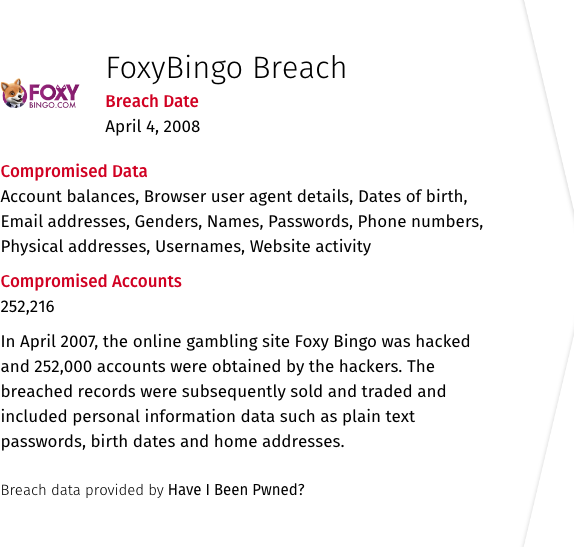 FoxyBingo Breach
FOXY
BINGO.COM
Breach Date
April 4, 2008
Compromised Data
Account balances, Browser user agent details, Dates of birth,
Email addresses, Genders, Names, Passwords, Phone numbers,
Physical addresses, Usernames, Website activity
Compromised Accounts
252,216
In April 2007, the online gambling site Foxy Bingo was hacked
and 252,000 accounts were obtained by the hackers. The
breached records were subsequently sold and traded and
included personal information data such as plain text
passwords, birth dates and home addresses.
Breach data provided by Have I Been Pwned?